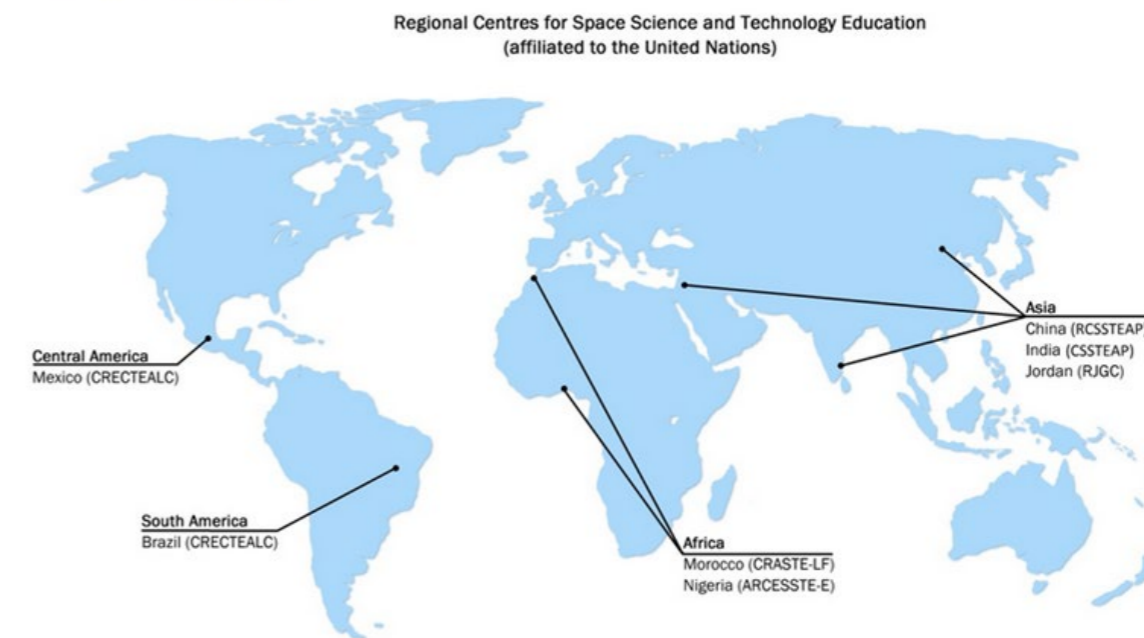 Regional Centres for Space Science and Technology Education
(affiliated to the United Nations)
Central America
Mexico (CRECTEALC)
South America
Brazil (CRECTEALC)
Africa
Morocco (CRASTE-LF)
Nigeria (ARCESSTE-E)
Asia
China (RCSSTEAP)
India (CSSTEAP)
Jordan (RJGC)